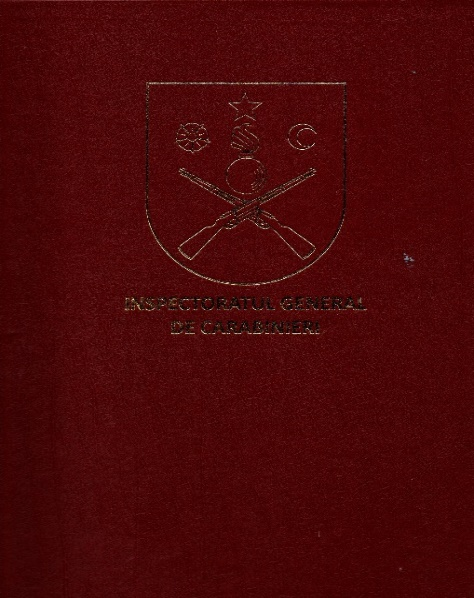 INSPECTORATUL GENERAL
DE CARABINIERI